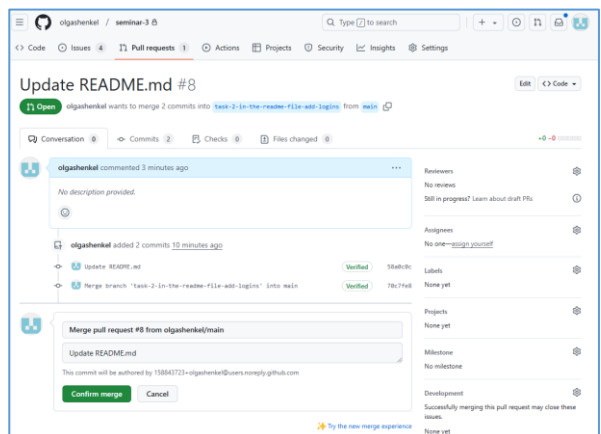 olgashenkel / seminar-3
Type / to search
Code Issues 4 Pull requests 1 Actions Projects Security Insights Settings
Update README.md #8
Edit Code
Open olgashenkel wants to merge 2 commits into task-2-in-the-readme-file-add-logins from main
Conversation 0 Commits 2 Checks 0 Files changed 0 +0 -0
olgashenkel commented 3 minutes ago
No description provided.
olgashenkel added 2 commits 10 minutes ago
Update README.md Verified
Merge branch 'task-2-in-the-readme-file-add-logins' into main Verified
Merge pull request #8 from olgashenkel/main
Update README.md
This commit will be authored by 158843723+olgashenkel@users.noreply.github.com
Confirm merge Cancel
Try the new merge experience
Reviewers
No reviews
Still in progress? Learn about draft PRs
Assignees
No one—assign yourself
Labels
None yet
Projects
None yet
Milestone
No milestone
Development
Successfully merging this pull request may close these
issues.
None yet